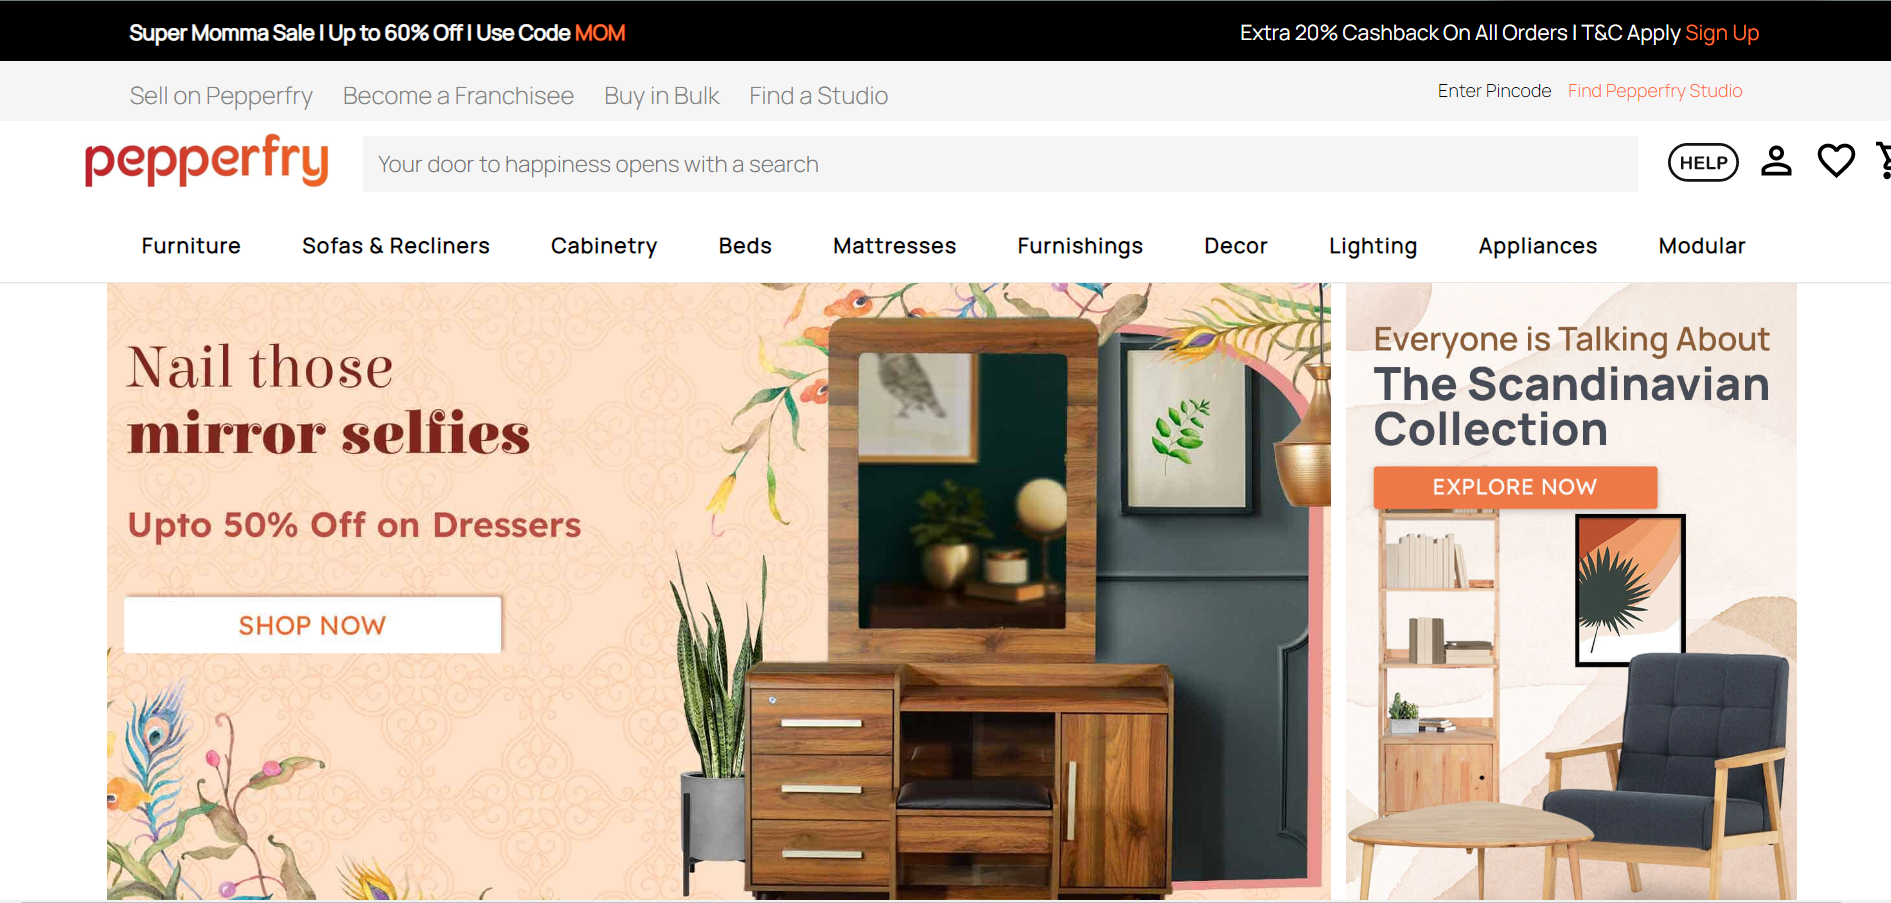 Super Momma Sale | Up to 60% Off | Use Code MOM
Extra 20% Cashback On All Orders | T&C Apply Sign Up
Sell on Pepperfry Become a Franchisee Buy in Bulk Find a Studio
Enter Pincode Find Pepperfry Studio
pepperfry
Your door to happiness opens with a search
HELP
Furniture Sofas & Recliners Cabinetry Beds Mattresses Furnishings Decor Lighting Appliances Modular
Nail those
mirror selfies
Upto 50% Off on Dressers
SHOP NOW
Everyone is Talking About
The Scandinavian
Collection
EXPLORE NOW